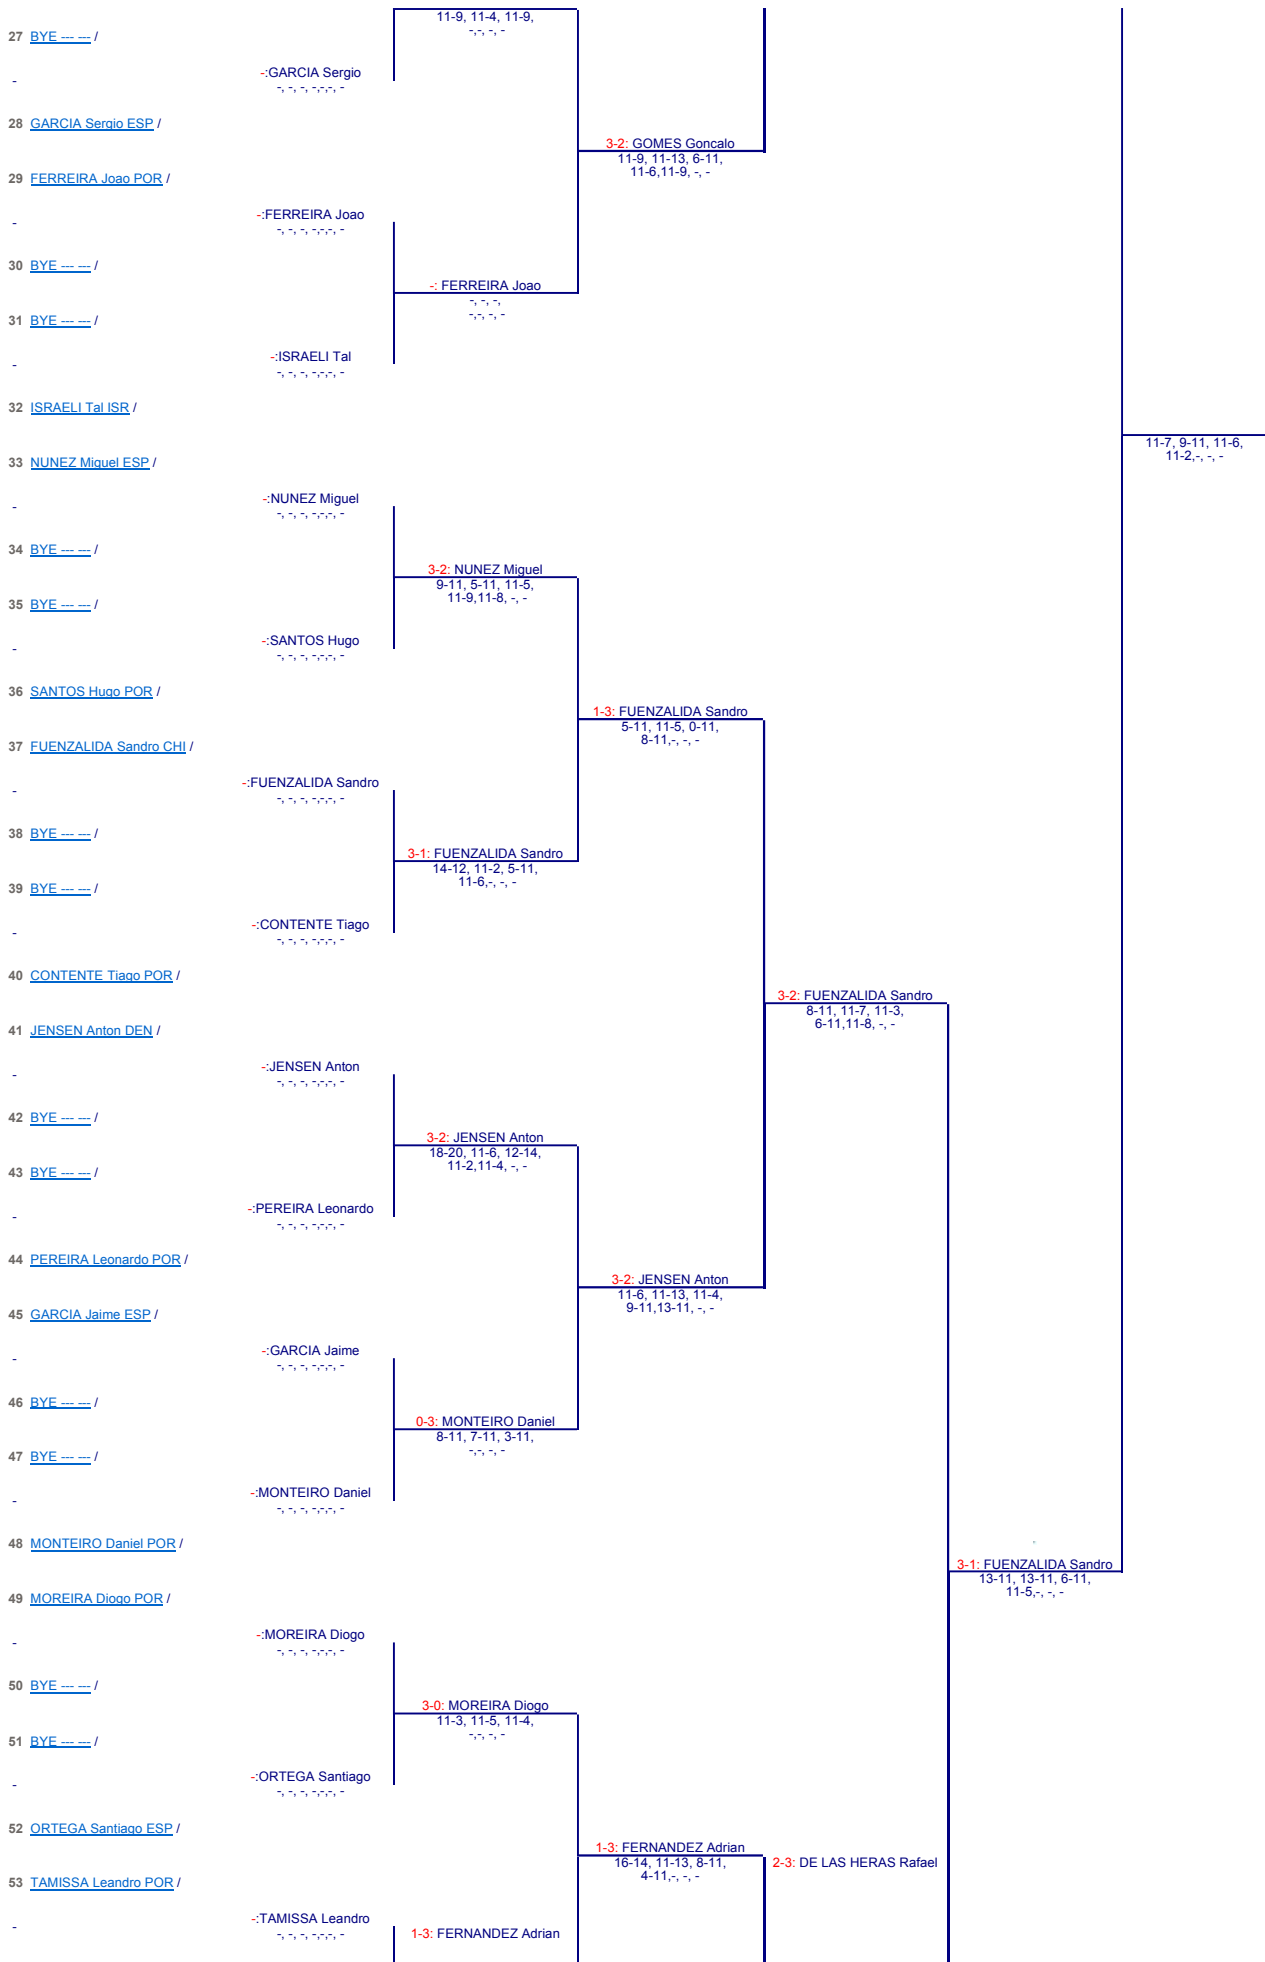 11-9, 11-4, 11-9,
-,-, -, -
27 BYE --- --- /
-:GARCIA Sergio
-, -, -, -,-,-, -
-
28 GARCIA Sergio ESP /
3-2: GOMES Goncalo
11-9, 11-13, 6-11,
11-6,11-9, -, -
29 FERREIRA Joao POR /
-:FERREIRA Joao
-, -, -, -,-,-, -
-
30 BYE --- --- /
-: FERREIRA Joao
-, -, -,
-,-, -, -
31 BYE --- --- /
-:ISRAELI Tal
-, -, -, -,-,-, -
-
32 ISRAELI Tal ISR /
11-7, 9-11, 11-6,
11-2,-, -, -
33 NUNEZ Miguel ESP /
-:NUNEZ Miguel
-, -, -, -,-,-, -
-
34 BYE --- --- /
3-2: NUNEZ Miguel
9-11, 5-11, 11-5,
11-9,11-8, -, -
35 BYE --- --- /
-:SANTOS Hugo
-, -, -, -,-,-, -
-
36 SANTOS Hugo POR /
1-3: FUENZALIDA Sandro
5-11, 11-5, 0-11,
8-11,-, -, -
37 FUENZALIDA Sandro CHI /
-:FUENZALIDA Sandro
-, -, -, -,-,-, -
-
38 BYE --- --- /
3-1: FUENZALIDA Sandro
14-12, 11-2, 5-11,
11-6,-, -, -
39 BYE --- --- /
-:CONTENTE Tiago
-, -, -, -,-,-, -
-
40 CONTENTE Tiago POR /
3-2: FUENZALIDA Sandro
8-11, 11-7, 11-3,
6-11,11-8, -, -
41 JENSEN Anton DEN /
-:JENSEN Anton
-, -, -, -,-,-, -
-
42 BYE --- --- /
3-2: JENSEN Anton
18-20, 11-6, 12-14,
11-2,11-4, -, -
43 BYE --- --- /
-:PEREIRA Leonardo
-, -, -, -,-,-, -
-
44 PEREIRA Leonardo POR /
3-2: JENSEN Anton
11-6, 11-13, 11-4,
9-11,13-11, -, -
45 GARCIA Jaime ESP /
-:GARCIA Jaime
-, -, -, -,-,-, -
-
46 BYE --- --- /
0-3: MONTEIRO Daniel
8-11, 7-11, 3-11,
-,-, -, -
47 BYE --- --- /
-:MONTEIRO Daniel
-, -, -, -,-,-, -
-
48 MONTEIRO Daniel POR /
3-1: FUENZALIDA Sandro
13-11, 13-11, 6-11,
11-5,-, -, -
49 MOREIRA Diogo POR /
-:MOREIRA Diogo
-, -, -, -,-,-, -
-
50 BYE --- --- /
3-0: MOREIRA Diogo
11-3, 11-5, 11-4,
-,-, -, -
51 BYE --- --- /
-:ORTEGA Santiago
-, -, -, -,-,-, -
-
52 ORTEGA Santiago ESP /
1-3: FERNANDEZ Adrian
16-14, 11-13, 8-11,
4-11,-, -, -
2-3: DE LAS HERAS Rafael
53 TAMISSA Leandro POR /
-:TAMISSA Leandro
-, -, -, -,-,-, -
-
1-3: FERNANDEZ Adrian